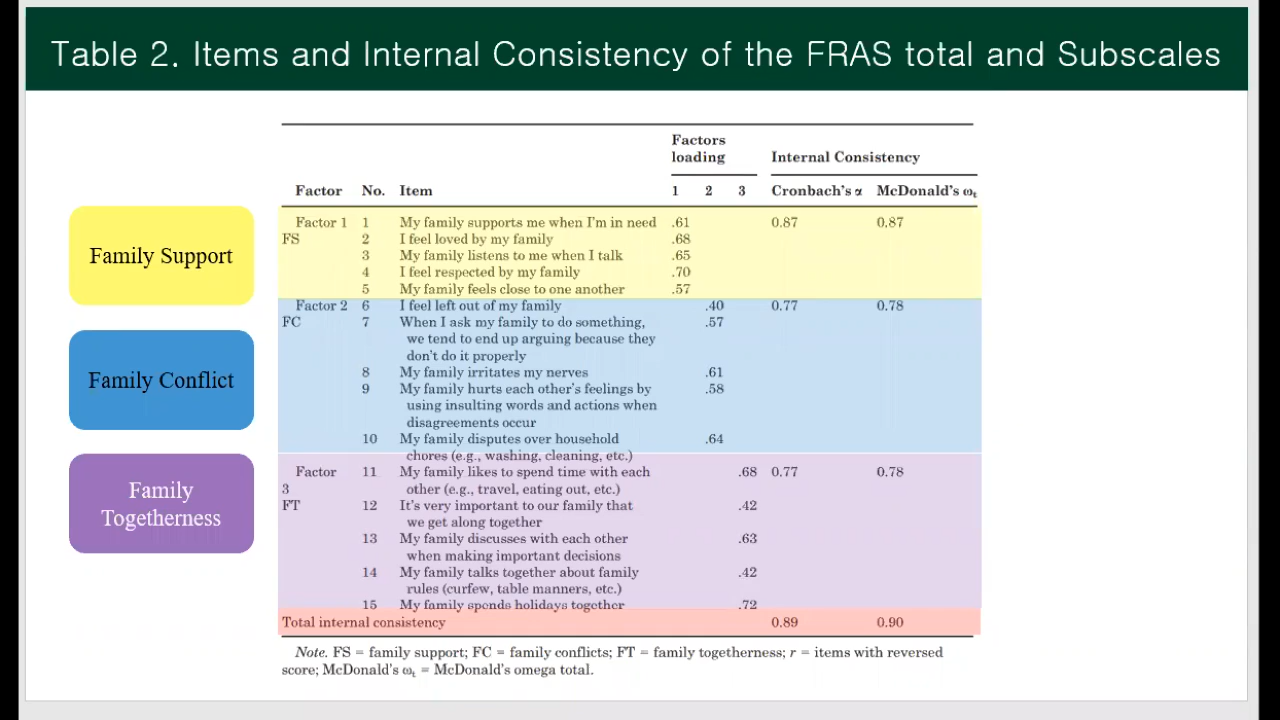 Table 2. Items and Internal Consistency of the FRAS total and Subscales
Family Support
Family Conflict
Family
Togetherness
Factors
loading
Internal Consistency
Factor No. Item 1 2 3 Cronbach's α McDonald's ωt
Factor 1 1 My family supports me when I'm in need .61 0.87 0.87
FS 2 I feel loved by my family .68
3 My family listens to me when I talk .65
4 I feel respected by my family .70
5 My family feels close to one another .57
Factor 2 6 I feel left out of my family .40 0.77 0.78
FC 7 When I ask my family to do something, .57
we tend to end up arguing because they
don't do it properly
8 My family irritates my nerves .61
9 My family hurts each other's feelings by .58
using insulting words and actions when
disagreements occur
10 My family disputes over household .64
chores (e.g., washing, cleaning, etc.)
Factor 11 My family likes to spend time with each .68 0.77 0.78
3 other (e.g., travel, eating out, etc.)
FT 12 It's very important to our family that .42
we get along together
13 My family discusses with each other .63
when making important decisions
14 My family talks together about family .42
rules (curfew, table manners, etc.)
15 My family spends holidays together .72
Total internal consistency 0.89 0.90
Note. FS = family support; FC = family conflicts; FT = family togetherness; r = items with reversed
score; McDonald's ωt = McDonald's omega total.